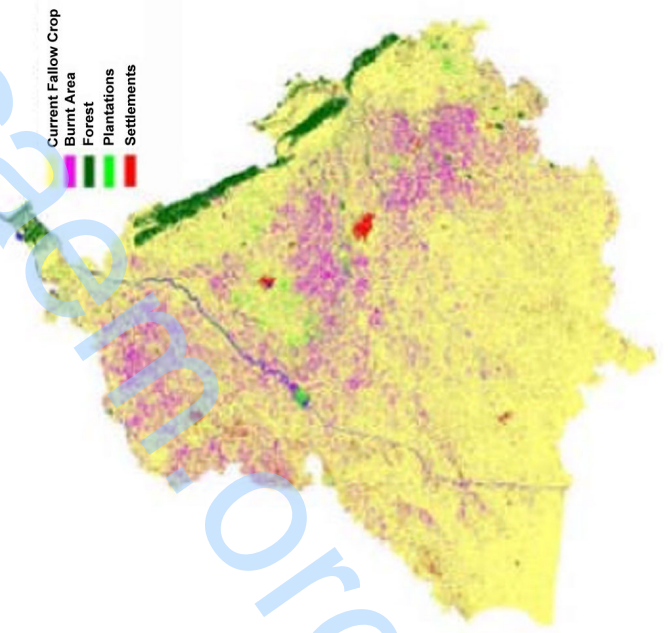 Current Fallow Crop
Burnt Area
Forest
Plantations
Settlements